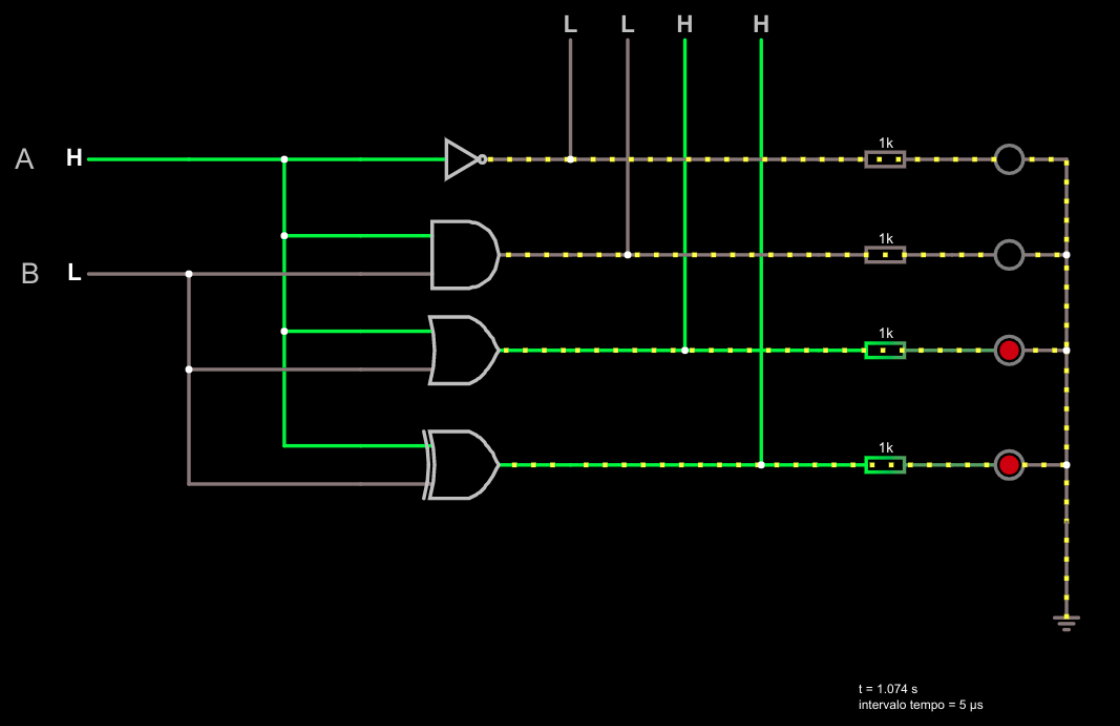 L L H H
A H
1k
1k
B L
1k
1k
t = 1.074 s
intervalo tempo = 5 µs